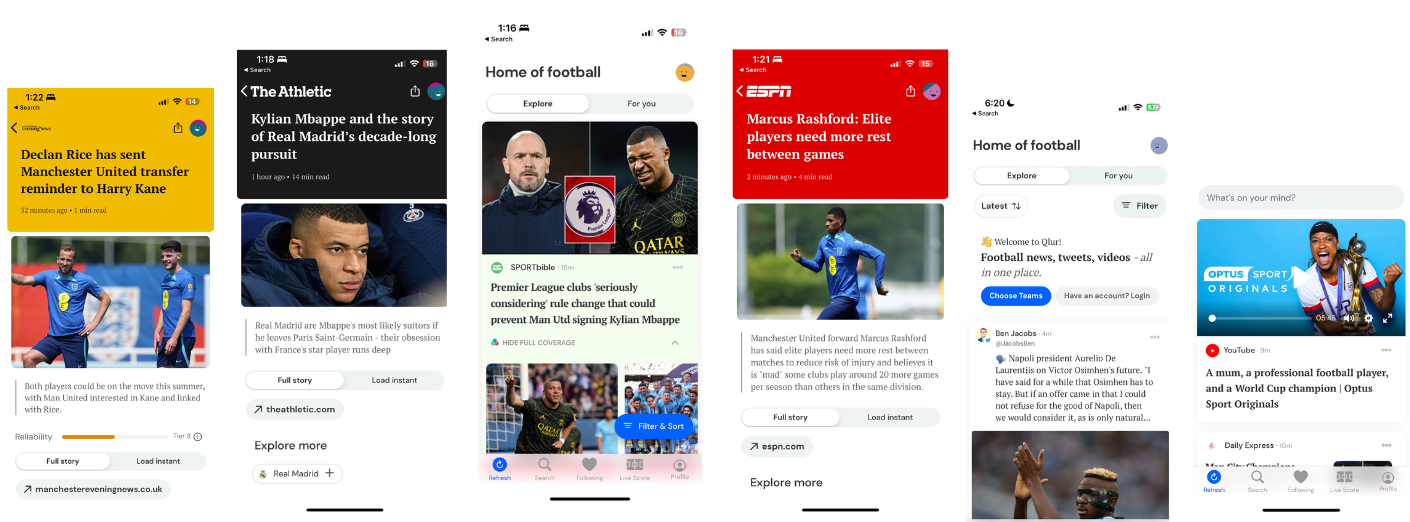 1:22
Search
14
Evening News
Declan Rice has sent
Manchester United transfer
reminder to Harry Kane
52 minutes ago • 1 min read
Both players could be on the move this summer,
with Man United interested in Kane and linked
with Rice.
Reliability
Tier 3
Full story
Load instant
manchestereveningnews.co.uk
1:18
Search
16
The Athletic
Kylian Mbappe and the story
of Real Madrid's decade-long
pursuit
1 hour ago • 14 min read
Real Madrid are Mbappe's most likely suitors if
he leaves Paris Saint-Germain - their obsession
with France's star player runs deep
Full story
Load instant
theathletic.com
Explore more
Real Madrid +
1:16
Search
16
Home of football
Explore
For you
Premier
League
QATAR
SPORTbible · 15m
Premier League clubs 'seriously
considering' rule change that could
prevent Man Utd signing Kylian Mbappe
HIDE FULL COVERAGE
Filter & Sort
Refresh
Search
Following
Live Score
Profile
1:21
Search
15
ESPN
Marcus Rashford: Elite
players need more rest
between games
2 minutes ago • 4 min read
Manchester United forward Marcus Rashford
has said elite players need more rest between
matches to reduce risk of injury and believes it
is "mad" some clubs play around 20 more games
per season than others in the same division.
Full story
Load instant
espn.com
Explore more
6:20
Search
Home of football
Explore
For you
Latest
Filter
Welcome to Qlur!
Football news, tweets, videos - all
in one place.
Choose Teams
Have an account? Login
Ben Jacobs · 4m
@JacobsBen
Napoli president Aurelio De
Laurentiis on Victor Osimhen's future. "I
have said for a while that Osimhen has to
stay. But if an offer came in that I could
not refuse for the good of Napoli, then
we would consider it, as is only natural...
What's on your mind?
OPTUS SPORT
ORIGINALS
YouTube · 9m
A mum, a professional football player,
and a World Cup champion | Optus
Sport Originals
Daily Express · 10m
Man City Champions
Refresh
Search
Following
Live Score
Profile